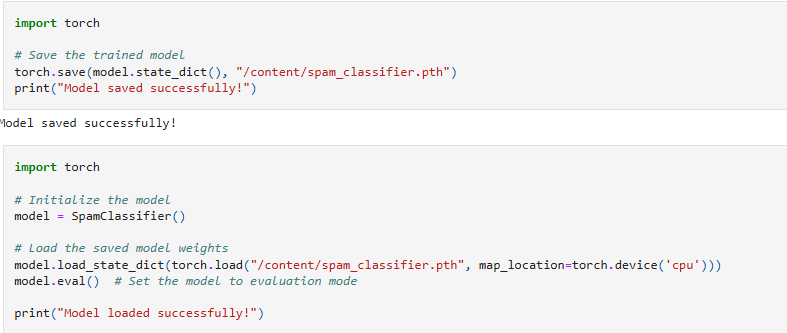 import torch
# Save the trained model
torch.save(model.state_dict(), "/content/spam_classifier.pth")
print("Model saved successfully!")
Model saved successfully!
import torch
# Initialize the model
model = SpamClassifier()
# Load the saved model weights
model.load_state_dict(torch.load("/content/spam_classifier.pth", map_location=torch.device('cpu')))
model.eval()  # Set the model to evaluation mode
print("Model loaded successfully!")